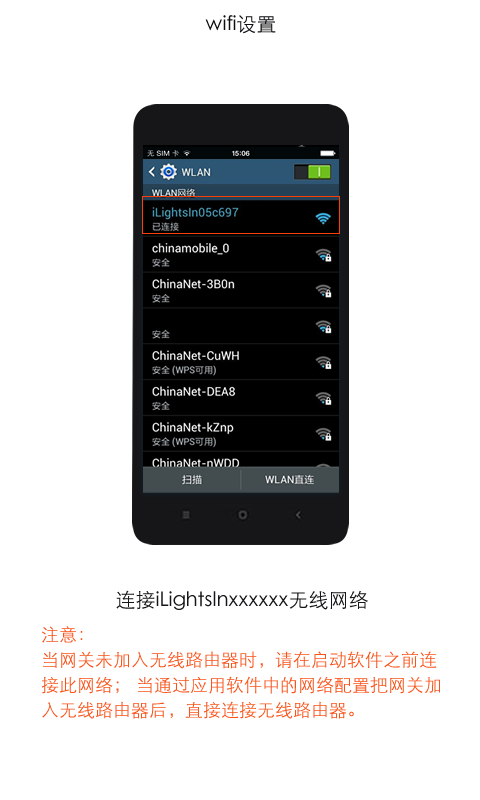 wifi设置
无 SIM 卡
15:06
WLAN
WLAN网络
iLightsIn05c697
已连接
chinamobile_0
安全
ChinaNet-3B0n
安全
安全
ChinaNet-CuWH
安全 (WPS可用)
ChinaNet-DEA8
安全
ChinaNet-kZnp
安全 (WPS可用)
ChinaNet-nWDD
扫描
WLAN直连
连接iLightsInxxxxxx无线网络
注意：
当网关未加入无线路由器时，请在启动软件之前连
接此网络； 当通过应用软件中的网络配置把网关加
入无线路由器后，直接连接无线路由器。